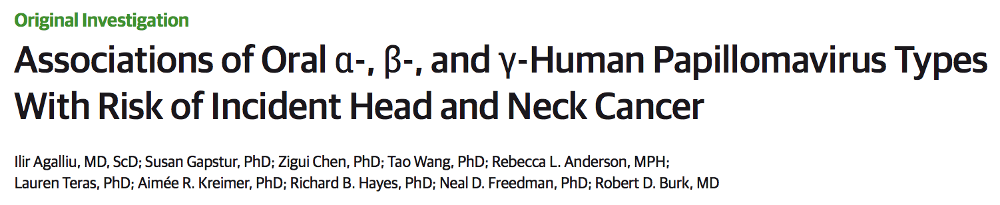 Original Investigation
Associations of Oral α-, β-, and γ-Human Papillomavirus Types
With Risk of Incident Head and Neck Cancer
Ilir Agalliu, MD, ScD; Susan Gapstur, PhD; Zigui Chen, PhD; Tao Wang, PhD; Rebecca L. Anderson, MPH;
Lauren Teras, PhD; Aimée R. Kreimer, PhD; Richard B. Hayes, PhD; Neal D. Freedman, PhD; Robert D. Burk, MD